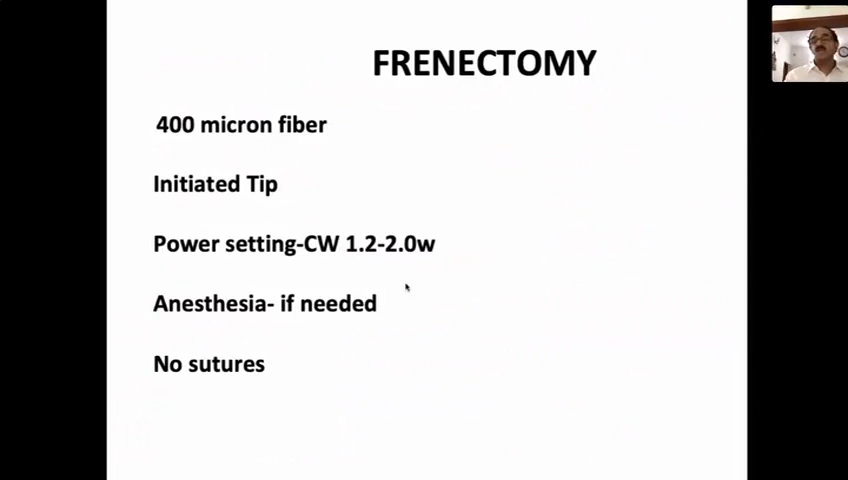 FRENECTOMY
400 micron fiber
Initiated Tip
Power setting-CW 1.2-2.0w
Anesthesia- if needed
No sutures